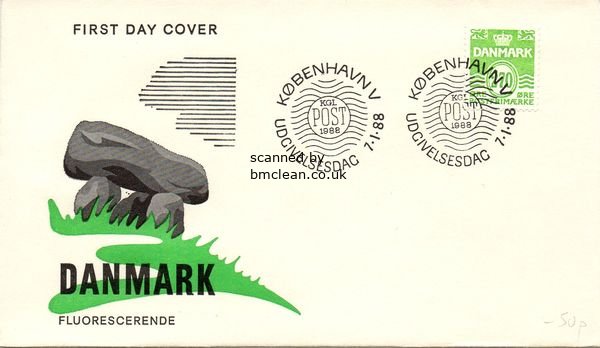 FIRST DAY COVER
KØBENHAVN V
KGL
POST
1988
UDGIVELSESDAG 7-1-88
KØBENHAVN V
KGL
POST
1988
UDGIVELSESDAG 7-1-88
DANMARK
ØRE
scanned by
bmclean.co.uk
DANMARK
FLUORESCERENDE
-50p